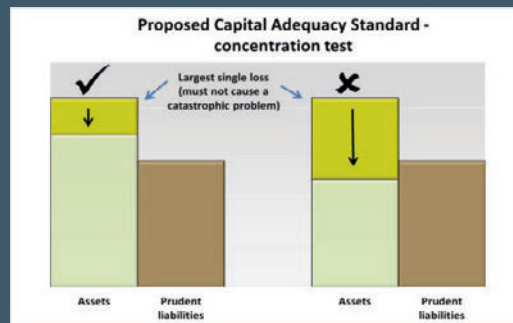 Proposed Capital Adequacy Standard -
concentration test
Largest single loss
(must not cause a
catastrophic problem)
Assets
Prudent
liabilities
Assets
Prudent
liabilities